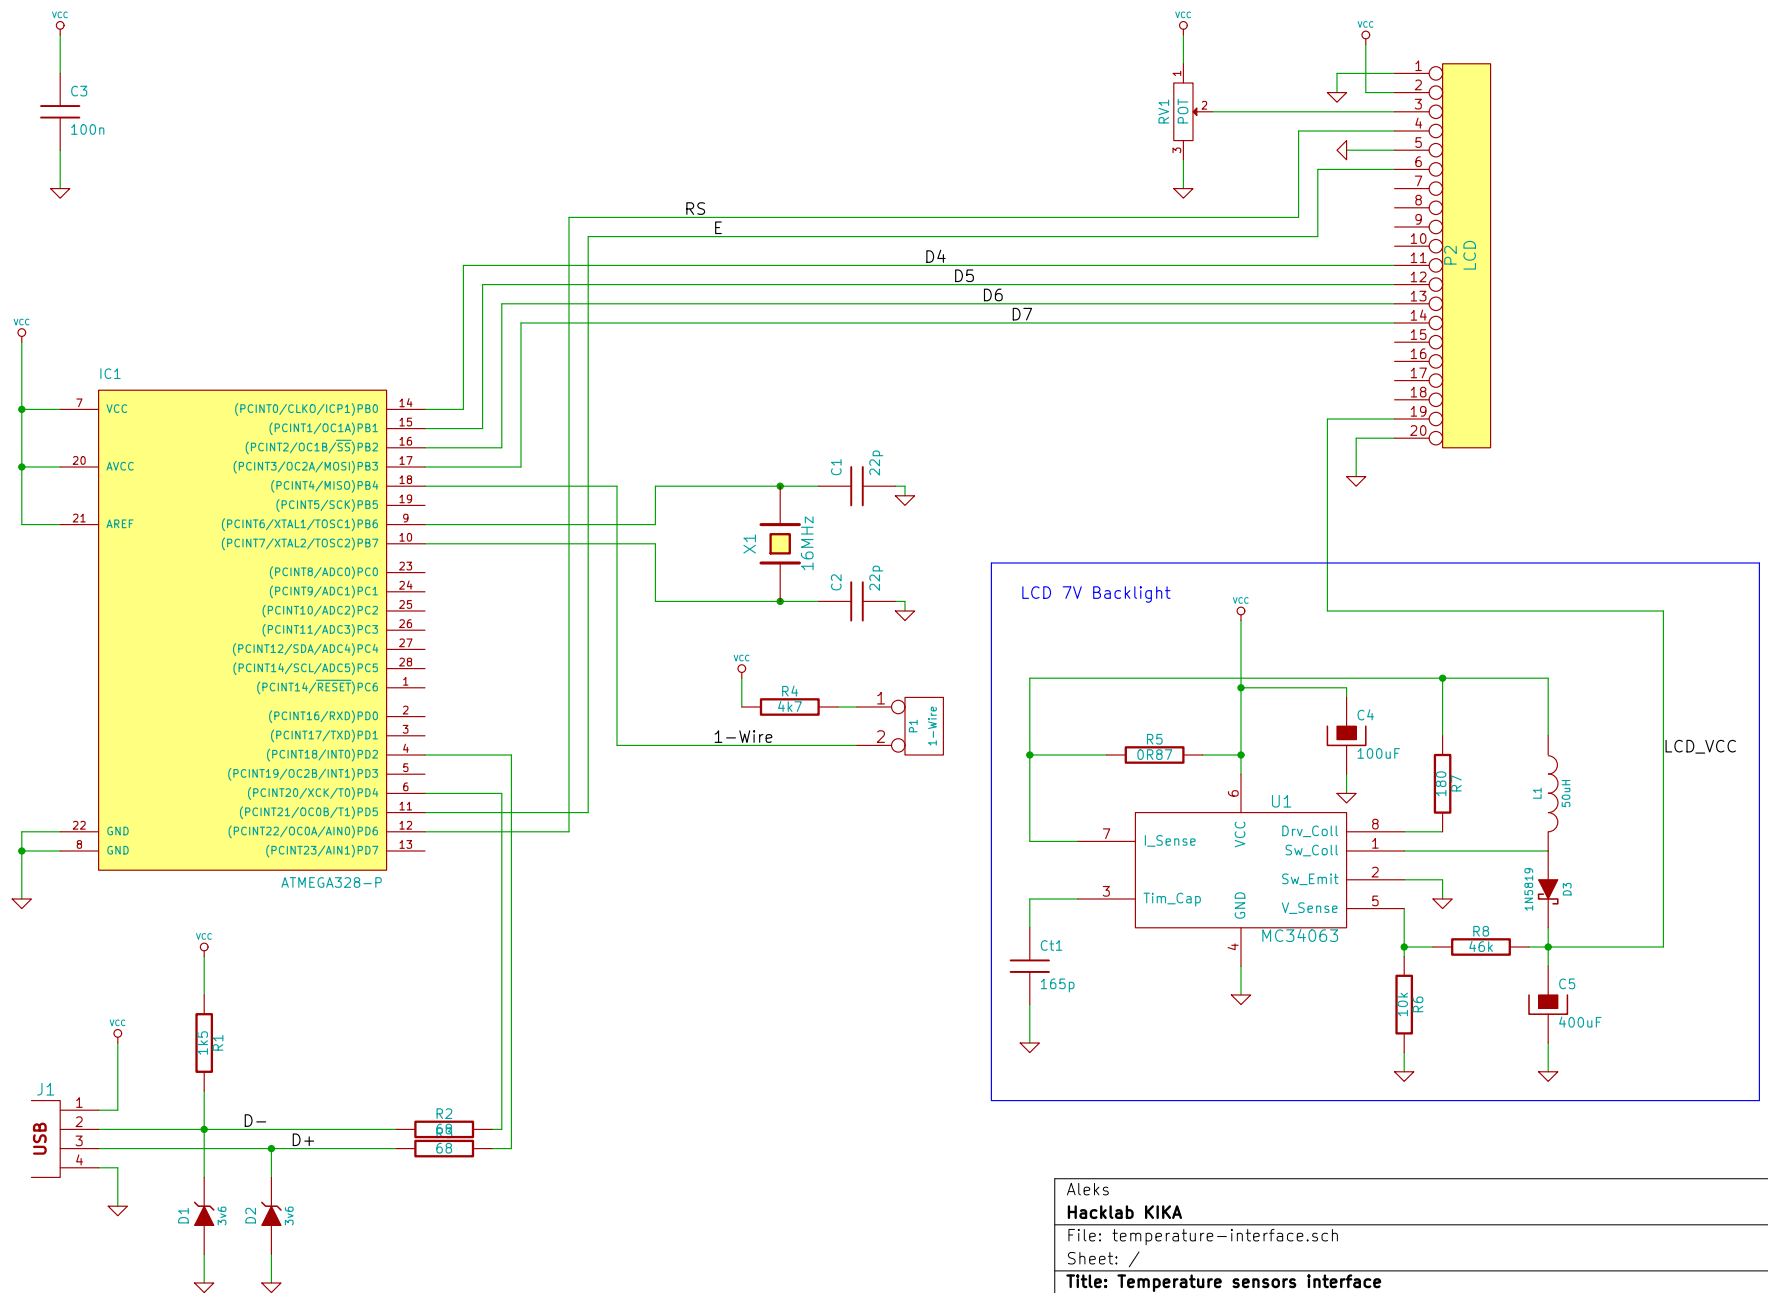 VCC
C3
100n
VCC
RV1
POT
1
2
3
VCC
1
2
3
4
5
6
7
8
9
10
11
12
13
14
15
16
17
18
19
20
P2
LCD
RS
E
D4
D5
D6
D7
VCC
IC1
7 VCC
20 AVCC
21 AREF
22 GND
8 GND
(PCINT0/CLKO/ICP1)PB0 14
(PCINT1/OC1A)PB1 15
(PCINT2/OC1B/SS)PB2 16
(PCINT3/OC2A/MOSI)PB3 17
(PCINT4/MISO)PB4 18
(PCINT5/SCK)PB5 19
(PCINT6/XTAL1/TOSC1)PB6 9
(PCINT7/XTAL2/TOSC2)PB7 10
(PCINT8/ADC0)PC0 23
(PCINT9/ADC1)PC1 24
(PCINT10/ADC2)PC2 25
(PCINT11/ADC3)PC3 26
(PCINT12/SDA/ADC4)PC4 27
(PCINT14/SCL/ADC5)PC5 28
(PCINT14/RESET)PC6 1
(PCINT16/RXD)PD0 2
(PCINT17/TXD)PD1 3
(PCINT18/INT0)PD2 4
(PCINT19/OC2B/INT1)PD3 5
(PCINT20/XCK/T0)PD4 6
(PCINT21/OC0B/T1)PD5 11
(PCINT22/OC0A/AIN0)PD6 12
(PCINT23/AIN1)PD7 13
ATMEGA328-P
C1
22p
X1
16MHz
C2
22p
VCC
R4
4k7
1
2
P1
1-Wire
1-Wire
LCD 7V Backlight
VCC
R5
0R87
C4
100uF
180
R7
L1
50uH
LCD_VCC
U1
6
VCC
7 I_Sense
3 Tim_Cap
GND
4
Drv_Coll 8
Sw_Coll 1
Sw_Emit 2
V_Sense 5
MC34063
1N5819
D3
R8
46k
Ct1
165p
10k
R6
C5
400uF
VCC
1k5
R1
VCC
J1
USB
1
2
3
4
D-
D+
R2
68
R3
68
D1
3v6
D2
3v6
Aleks
Hacklab KIKA
File: temperature-interface.sch
Sheet: /
Title: Temperature sensors interface